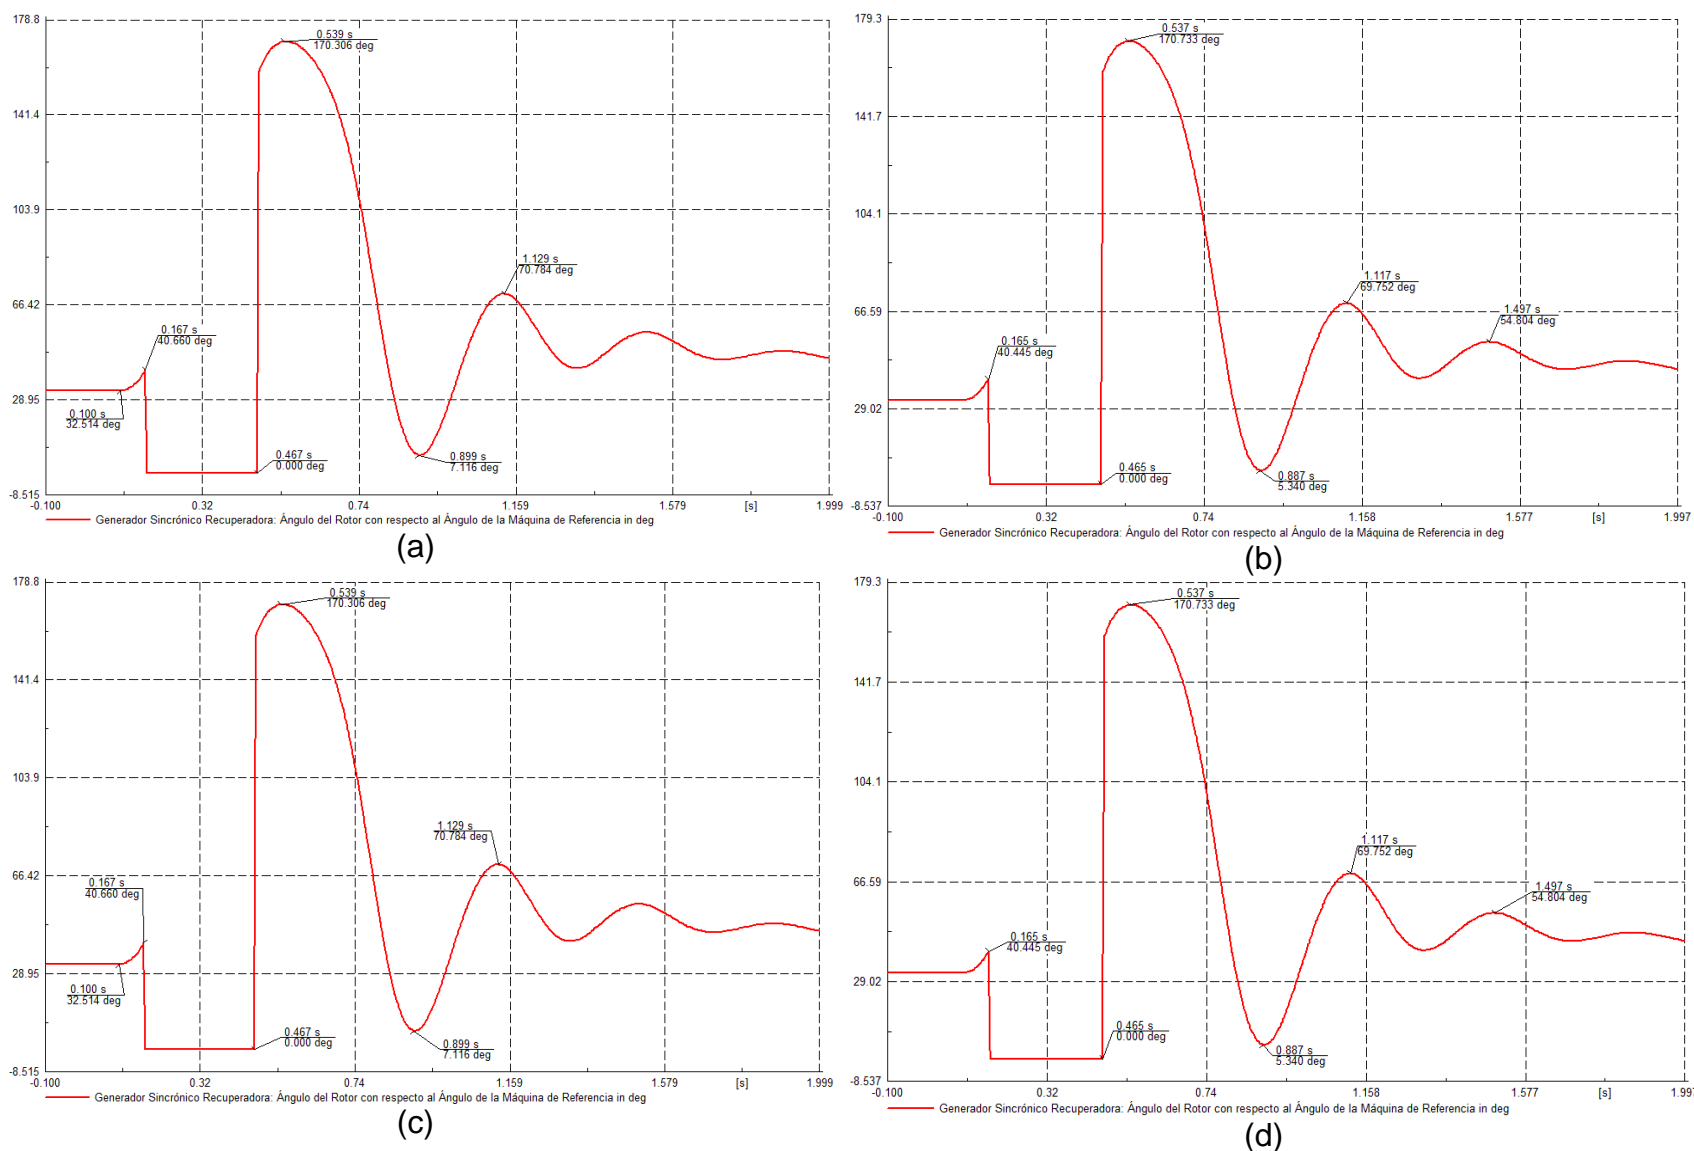 178.8
141.4
103.9
66.42
28.95
-8.515
-0.100
0.32
0.74
1.159
1.579
[s]
1.999
0.539 s
170.306 deg
1.129 s
70.784 deg
0.167 s
40.660 deg
0.100 s
32.514 deg
0.467 s
0.000 deg
0.899 s
7.116 deg
Generador Sincrónico Recuperadora: Ángulo del Rotor con respecto al Ángulo de la Máquina de Referencia in deg
(a)
179.3
141.7
104.1
66.59
29.02
-8.537
-0.100
0.32
0.74
1.158
1.577
[s]
1.997
0.537 s
170.733 deg
1.117 s
69.752 deg
1.497 s
54.804 deg
0.165 s
40.445 deg
0.465 s
0.000 deg
0.887 s
5.340 deg
Generador Sincrónico Recuperadora: Ángulo del Rotor con respecto al Ángulo de la Máquina de Referencia in deg
(b)
178.8
141.4
103.9
66.42
28.95
-8.515
-0.100
0.32
0.74
1.159
1.579
[s]
1.999
0.539 s
170.306 deg
1.129 s
70.784 deg
0.167 s
40.660 deg
0.100 s
32.514 deg
0.467 s
0.000 deg
0.899 s
7.116 deg
Generador Sincrónico Recuperadora: Ángulo del Rotor con respecto al Ángulo de la Máquina de Referencia in deg
(c)
179.3
141.7
104.1
66.59
29.02
-8.537
-0.100
0.32
0.74
1.158
1.577
[s]
1.997
0.537 s
170.733 deg
1.117 s
69.752 deg
1.497 s
54.804 deg
0.165 s
40.445 deg
0.465 s
0.000 deg
0.887 s
5.340 deg
Generador Sincrónico Recuperadora: Ángulo del Rotor con respecto al Ángulo de la Máquina de Referencia in deg
(d)